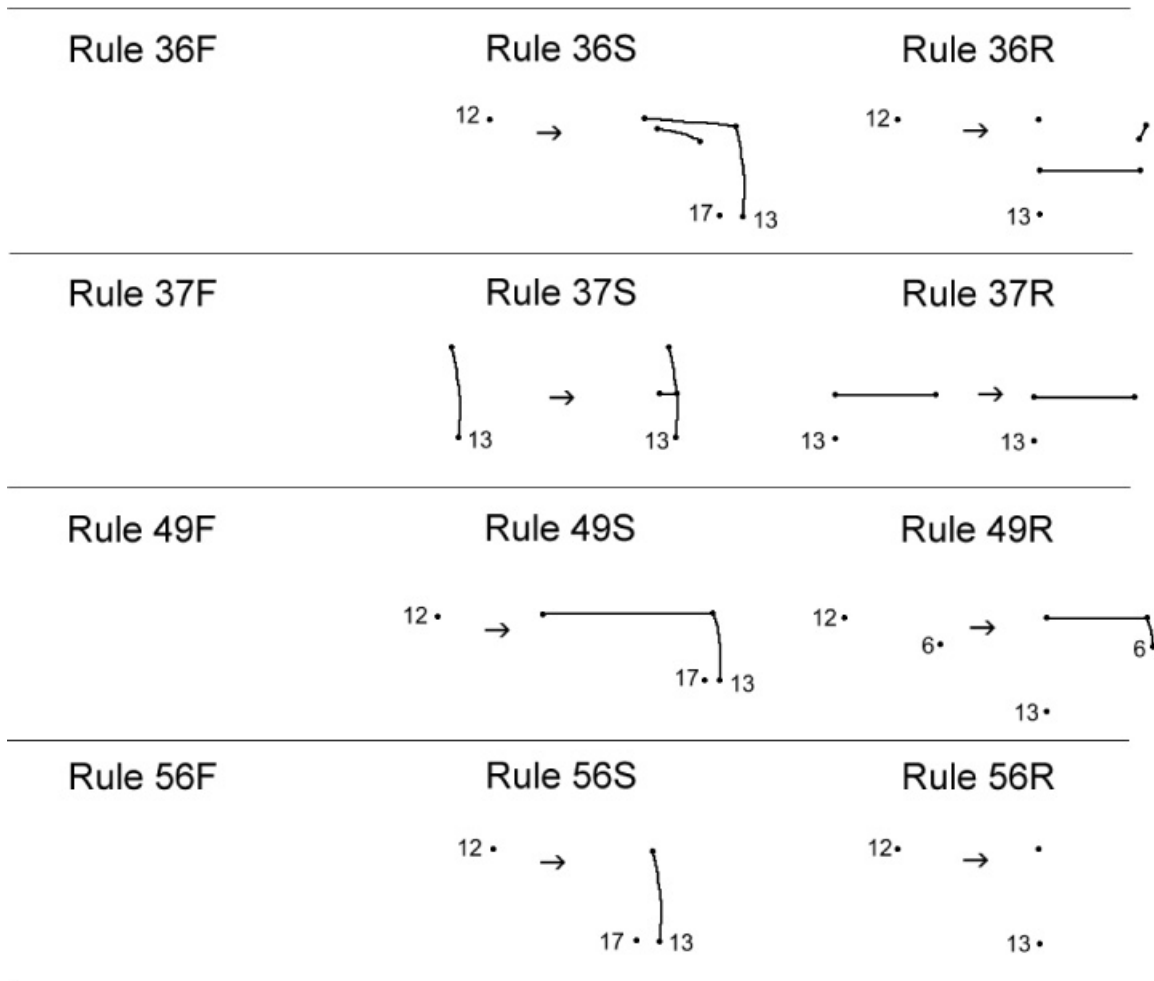 Rule 36F Rule 36S Rule 36R
12 → 12 →
17 13 13
Rule 37F Rule 37S Rule 37R
→ →
13 13 13 13
Rule 49F Rule 49S Rule 49R
12 → 12 →
6 6
17 13
13
Rule 56F Rule 56S Rule 56R
12 → 12 →
17 13 13